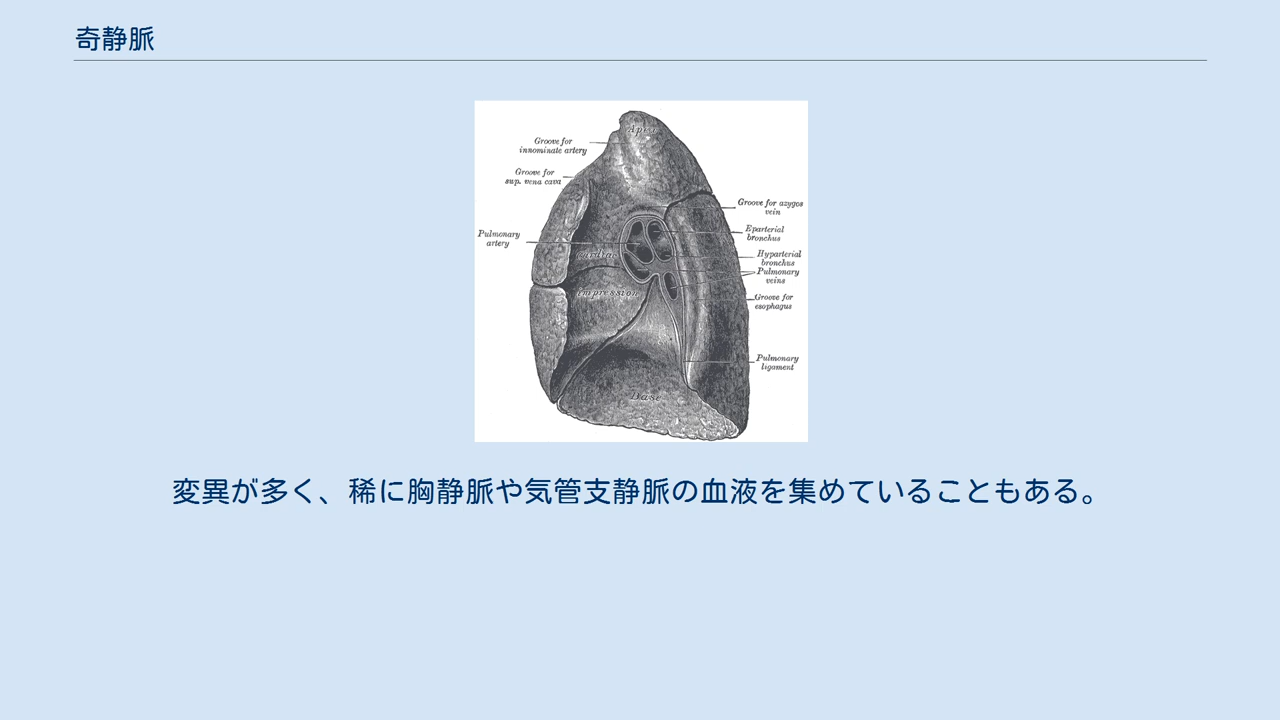 奇静脈
Apex
Groove for
innominate artery
Groove for
sup. vena cava
Groove for azygos
vein
Pulmonary
artery
Eparterial
bronchus
Cardiac
Hyparterial
bronchus
Pulmonary
veins
impression
Groove for
esophagus
Pulmonary
ligament
Base
変異が多く、稀に胸静脈や気管支静脈の血液を集めていることもある。